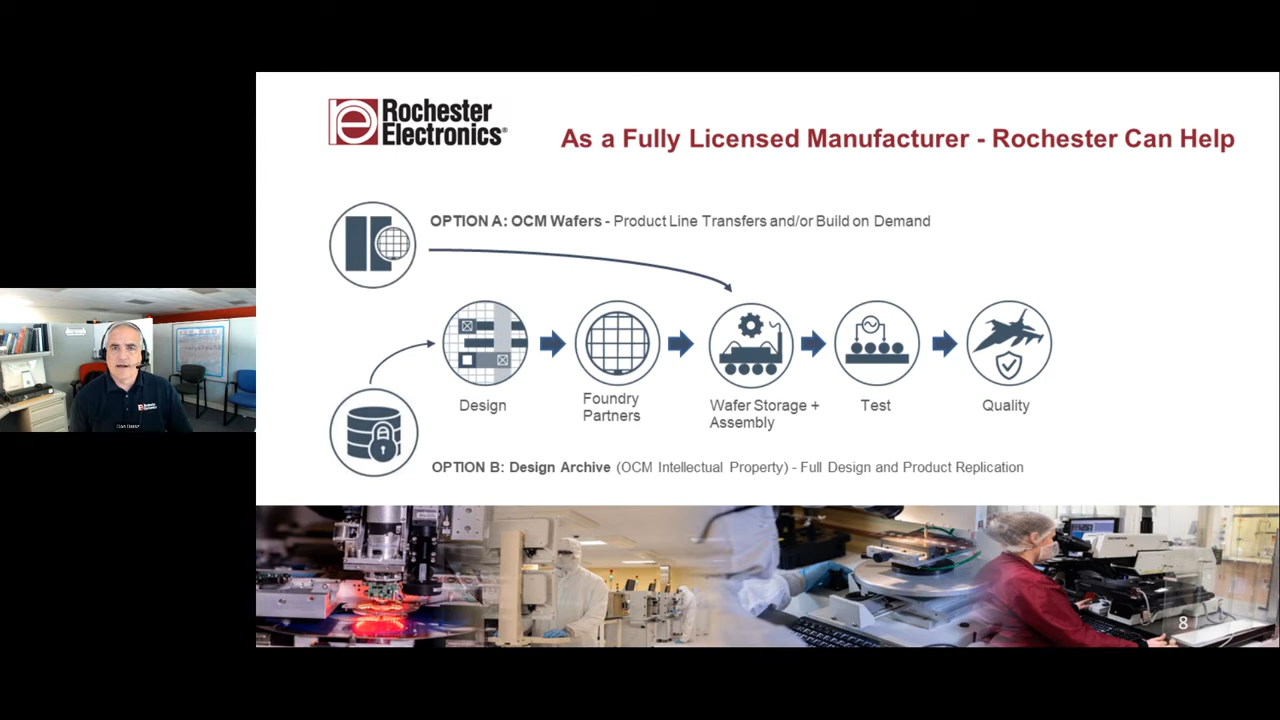 Rochester
Electronics®
As a Fully Licensed Manufacturer - Rochester Can Help
OPTION A: OCM Wafers - Product Line Transfers and/or Build on Demand
Design
Foundry
Partners
Wafer Storage +
Assembly
Test
Quality
OPTION B: Design Archive (OCM Intellectual Property) - Full Design and Product Replication
8